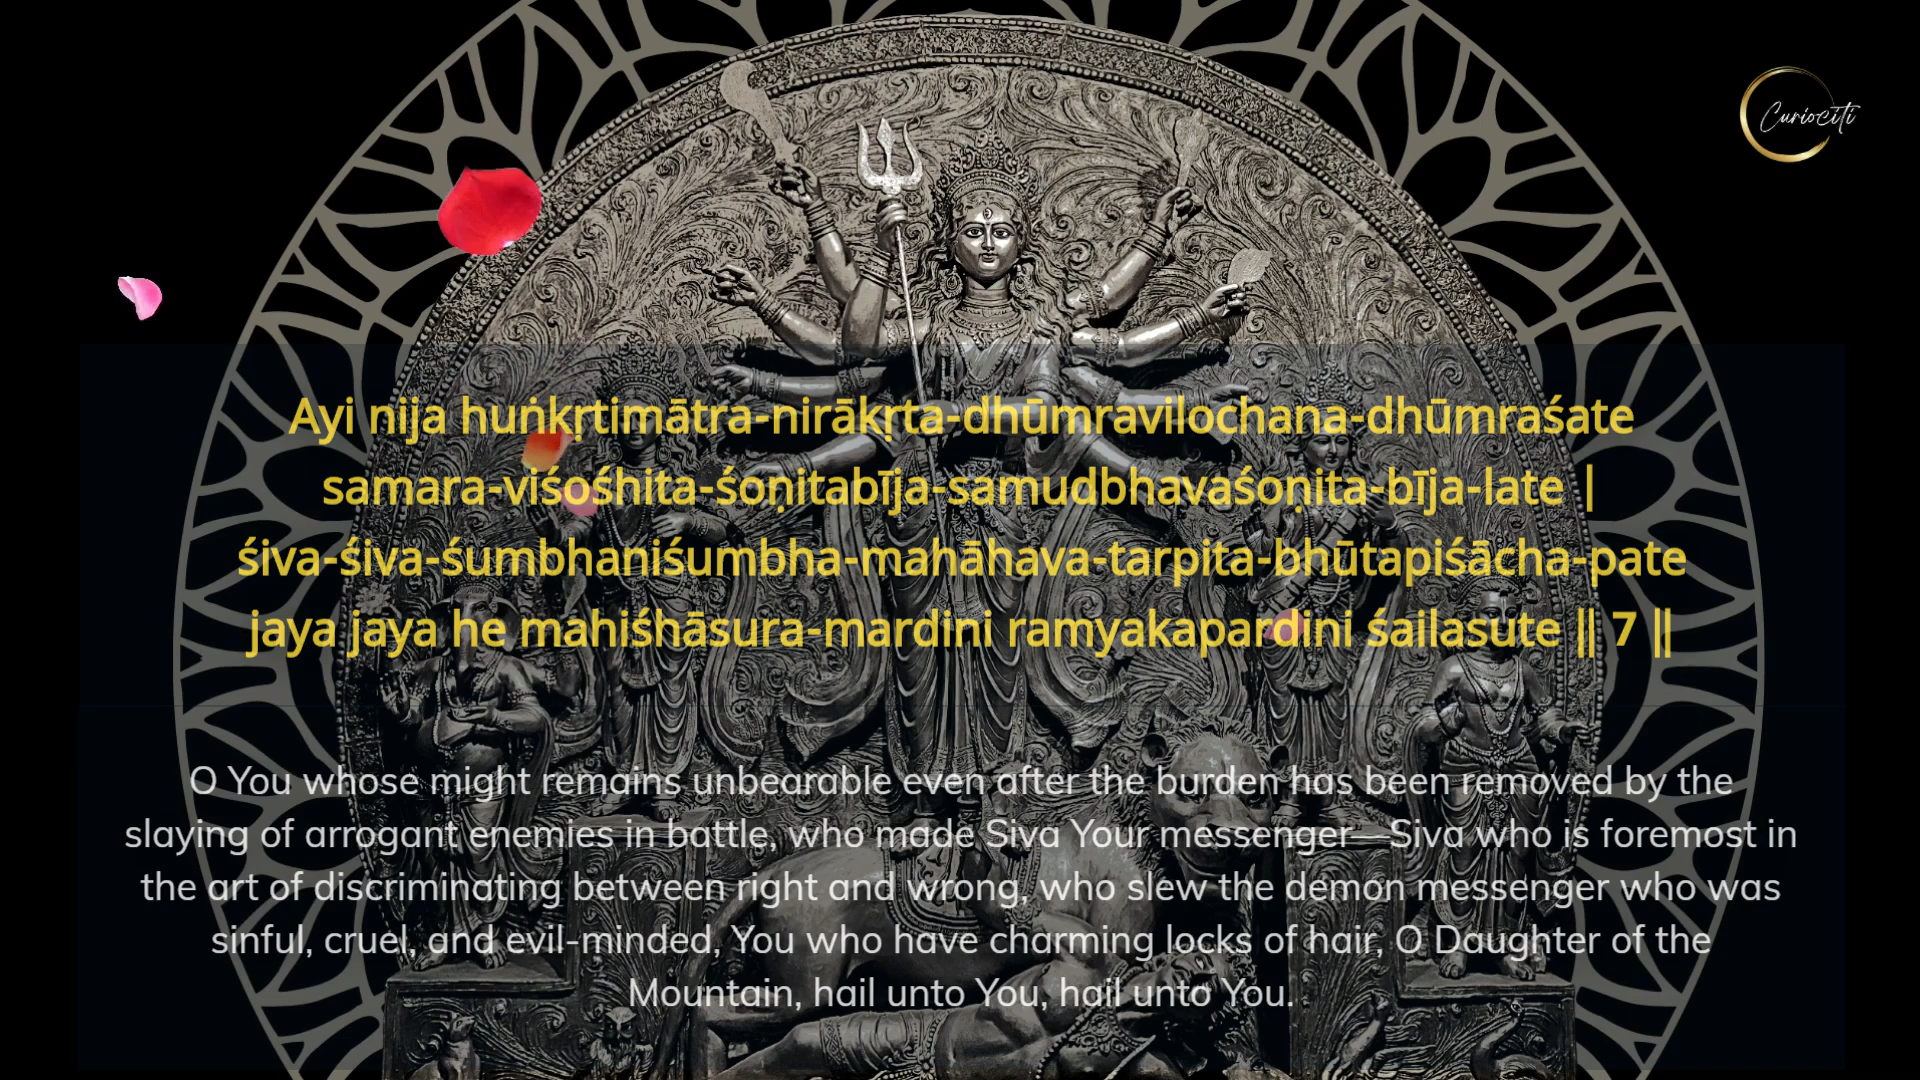 Curiociti
Ayi nija huṅkṛtimātra-nirākṛta-dhūmravilochana-dhūmraśate
samara-viśośhita-śoṇitabīja-samudbhavaśoṇita-bīja-late |
śiva-śiva-śumbhaniśumbha-mahāhava-tarpita-bhūtapiśācha-pate
jaya jaya he mahiśhāsura-mardini ramyakapardini śailasute || 7 ||
O You whose might remains unbearable even after the burden has been removed by the
slaying of arrogant enemies in battle, who made Siva Your messenger—Siva who is foremost in
the art of discriminating between right and wrong, who slew the demon messenger who was
sinful, cruel, and evil-minded, You who have charming locks of hair, O Daughter of the
Mountain, hail unto You, hail unto You.